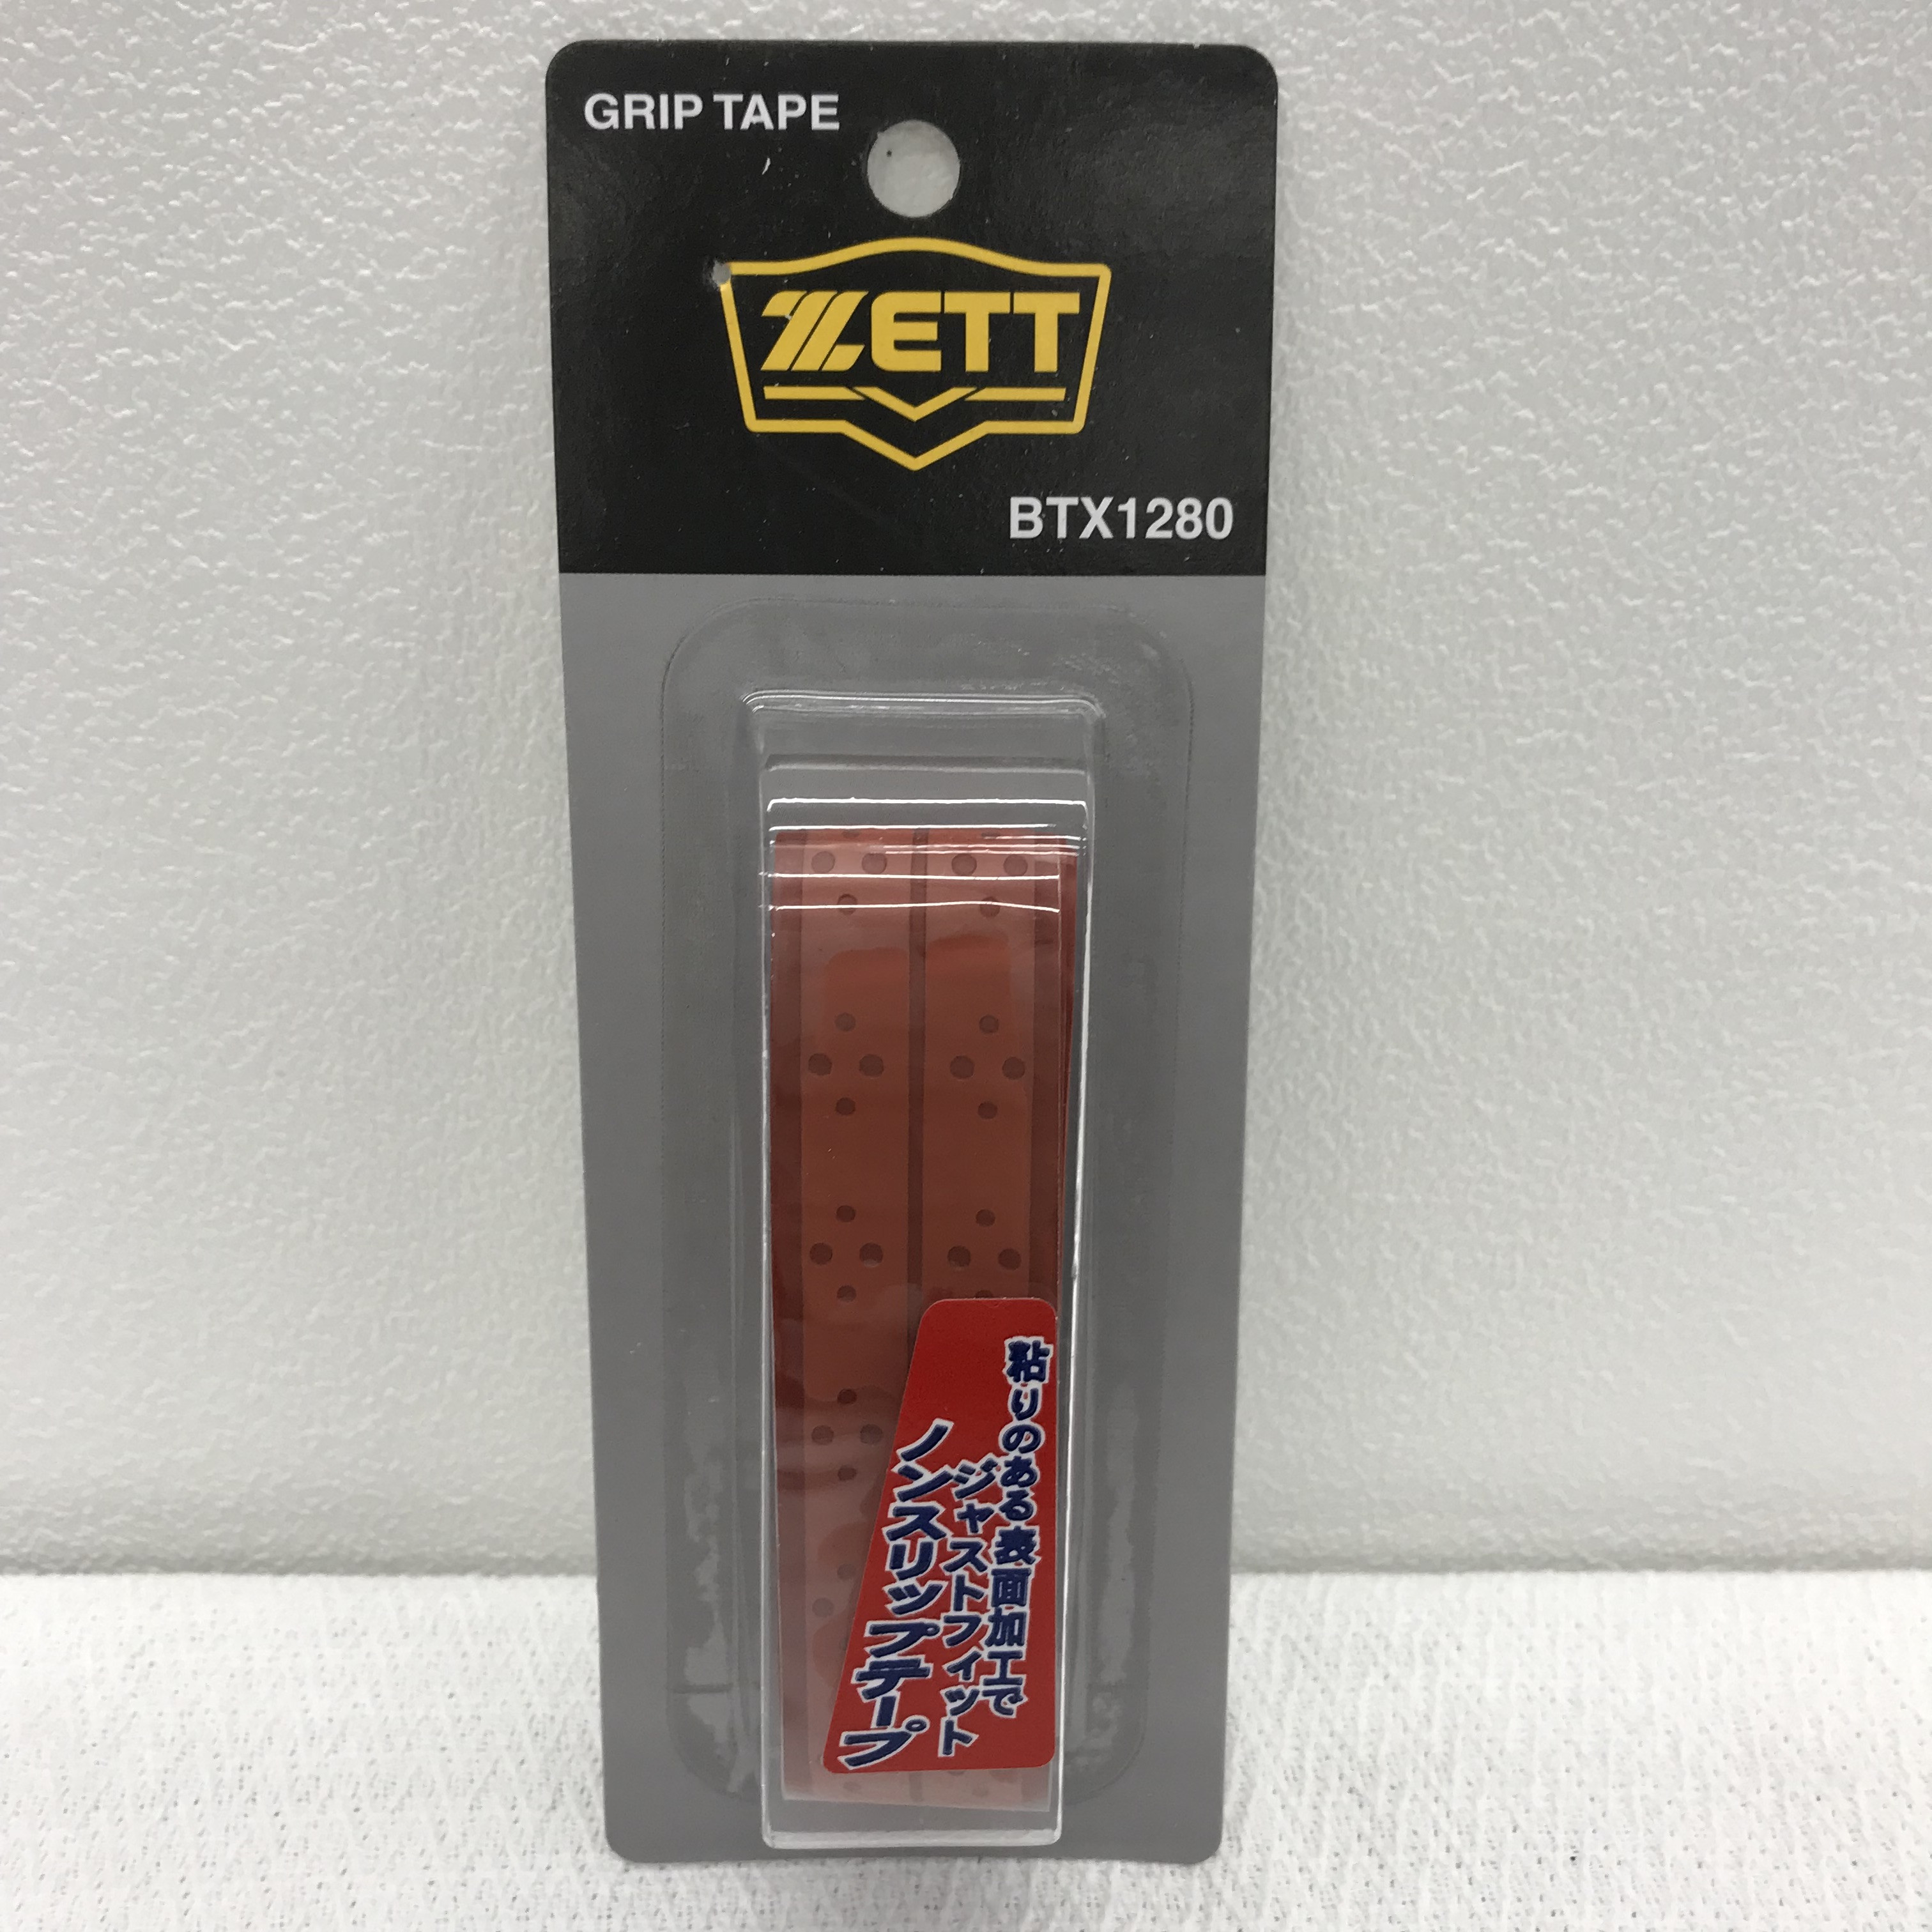 GRIP TAPE
ZETT
BTX1280
粘りのある表面加工で
ジャストフィット
ノンスリップテープ